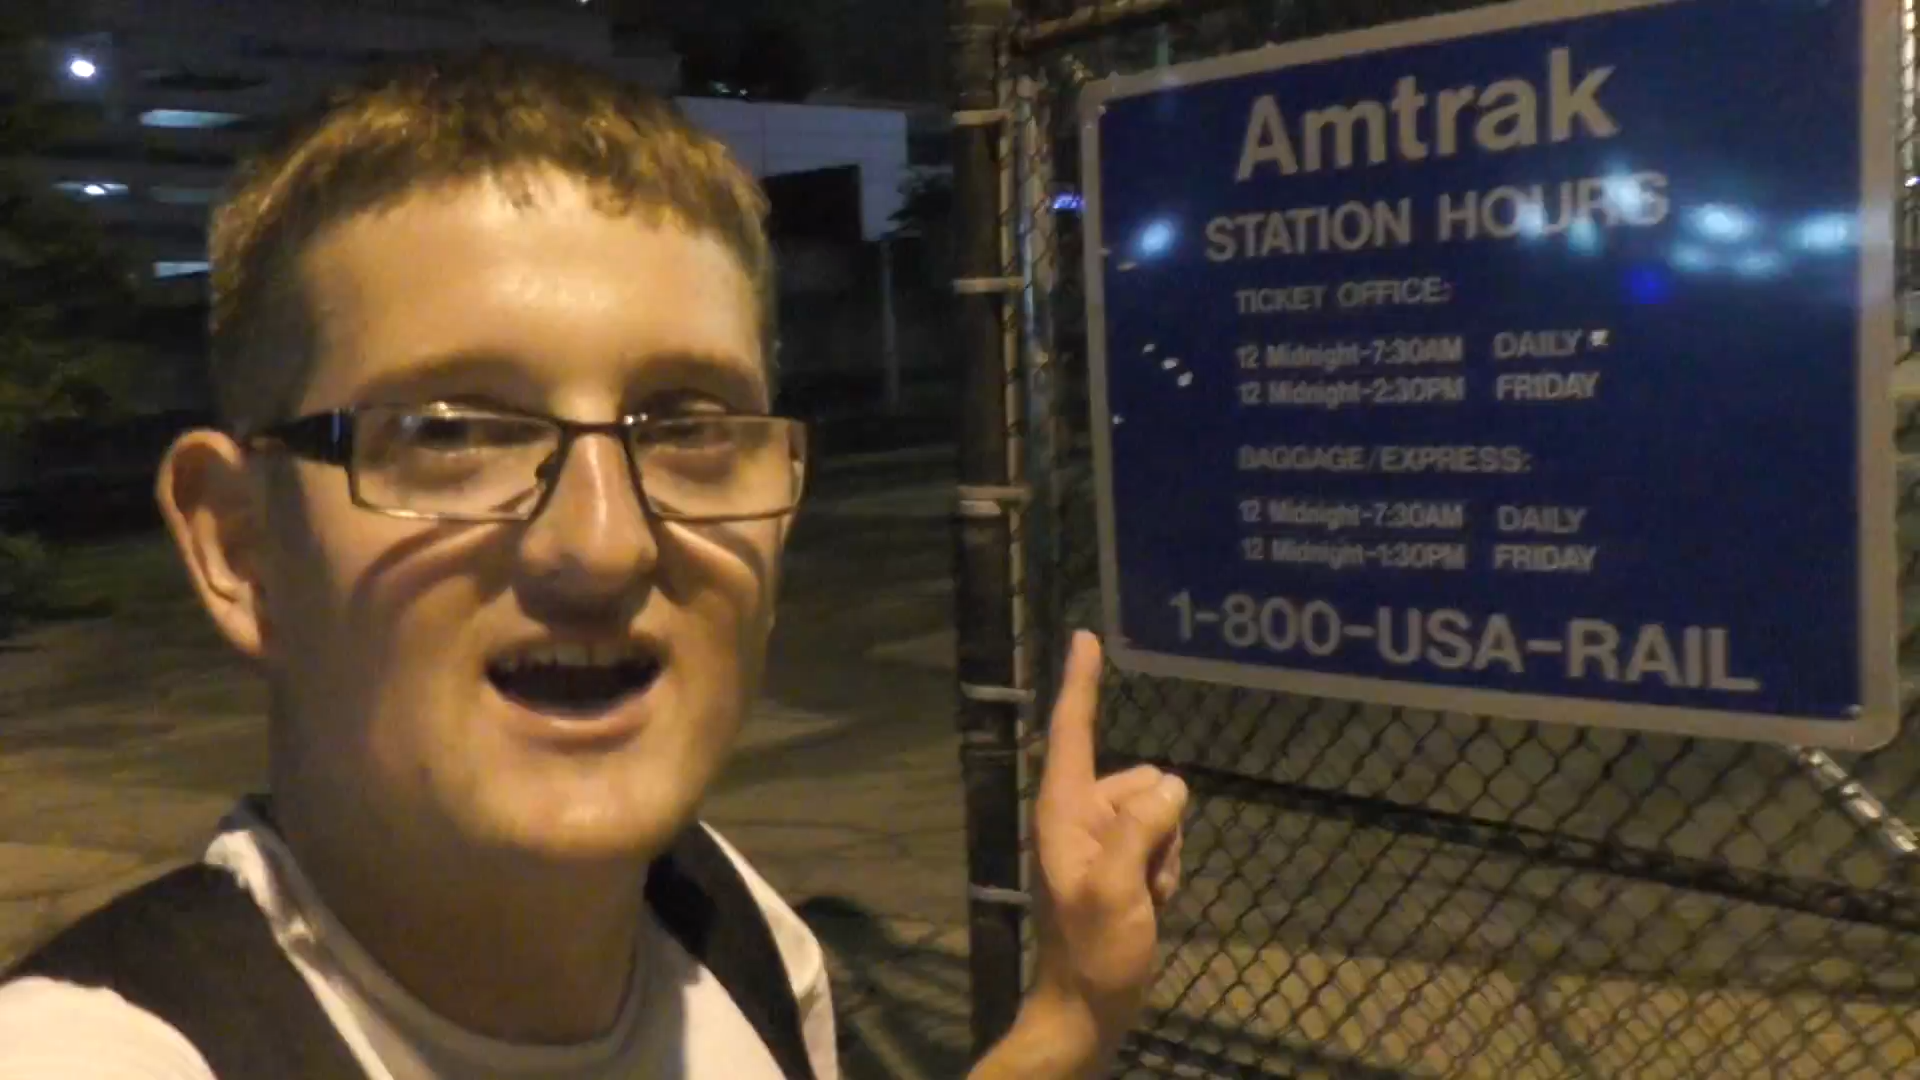 Amtrak
STATION HOURS
TICKET OFFICE:
12 Midnight-7:30AM DAILY
12 Midnight-2:30PM FRIDAY
BAGGAGE/EXPRESS:
12 Midnight-7:30AM DAILY
12 Midnight-1:30PM FRIDAY
1-800-USA-RAIL